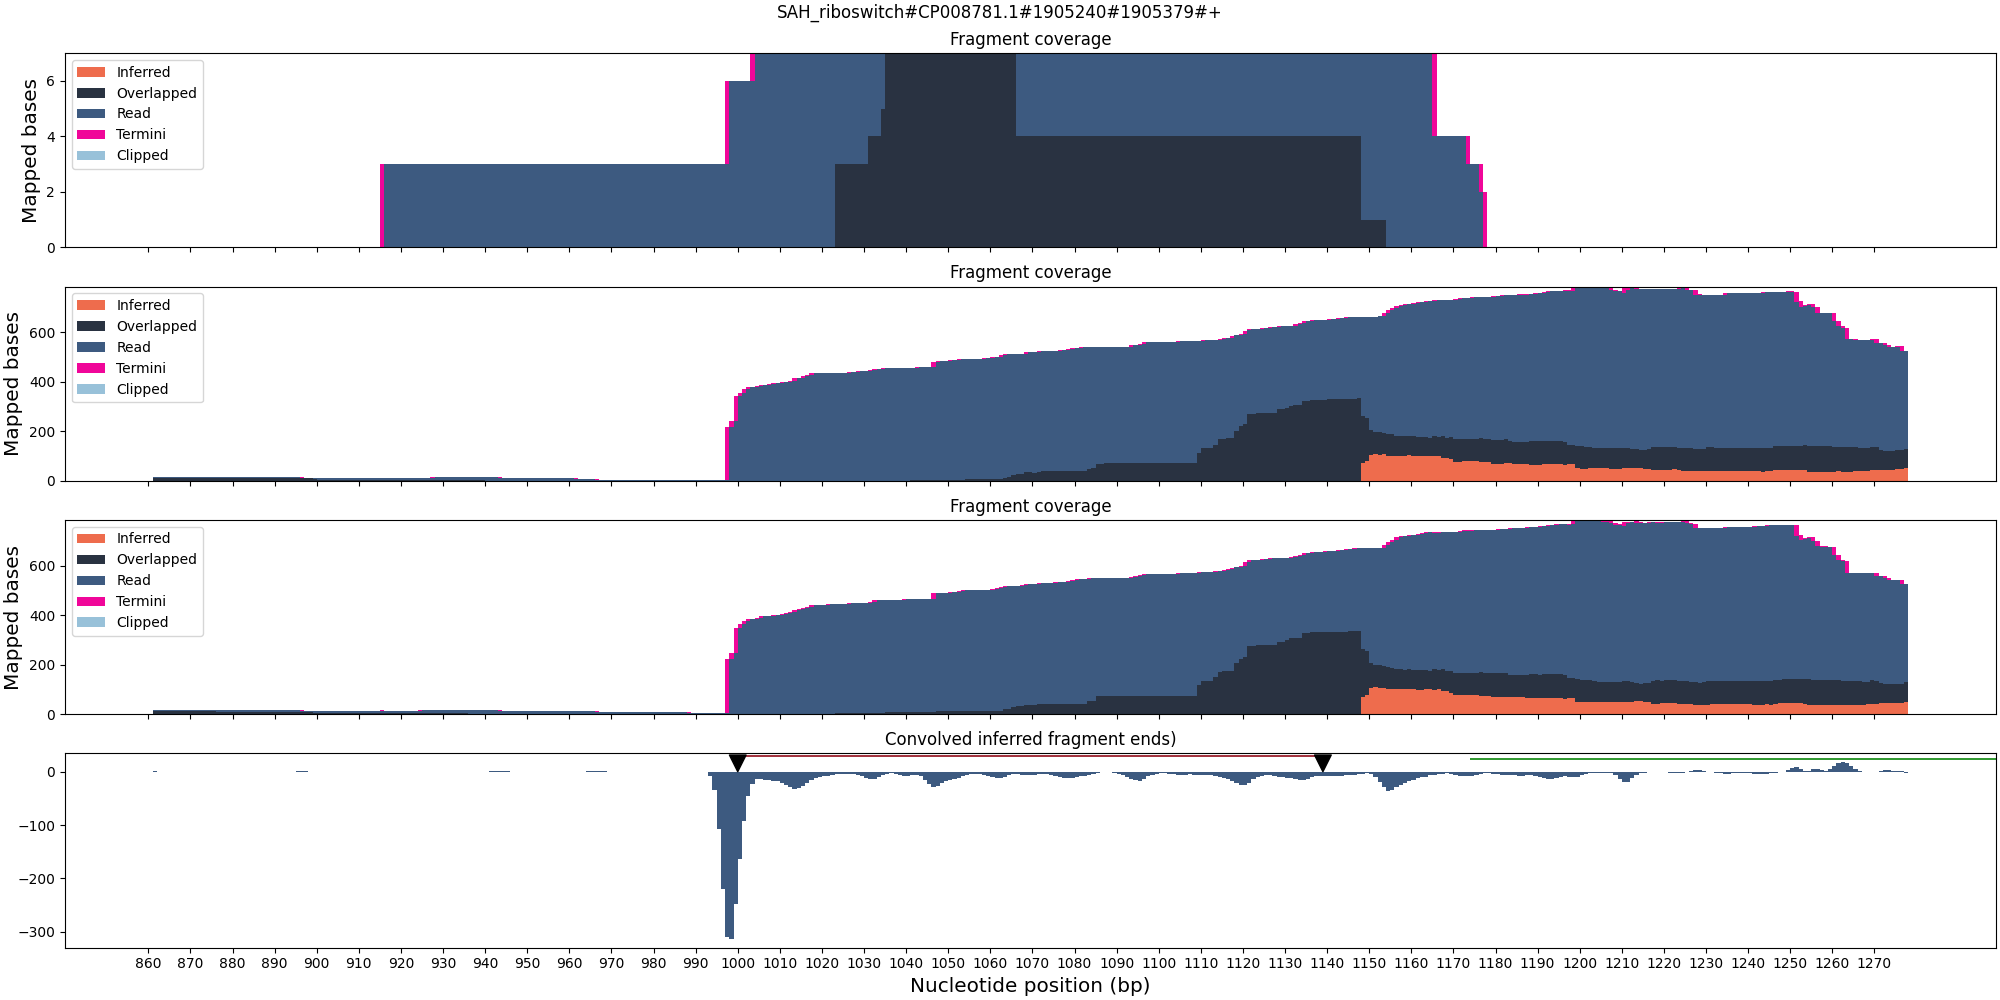 SAH_riboswitch#CP008781.1#1905240#1905379#+
Fragment coverage
Mapped bases
6
4
2
0
Inferred
Overlapped
Read
Termini
Clipped
Fragment coverage
Mapped bases
600
400
200
0
Inferred
Overlapped
Read
Termini
Clipped
Fragment coverage
Mapped bases
600
400
200
0
Inferred
Overlapped
Read
Termini
Clipped
Convolved inferred fragment ends)
0
−100
−200
−300
860 870 880 890 900 910 920 930 940 950 960 970 980 990 1000 1010 1020 1030 1040 1050 1060 1070 1080 1090 1100 1110 1120 1130 1140 1150 1160 1170 1180 1190 1200 1210 1220 1230 1240 1250 1260 1270
Nucleotide position (bp)